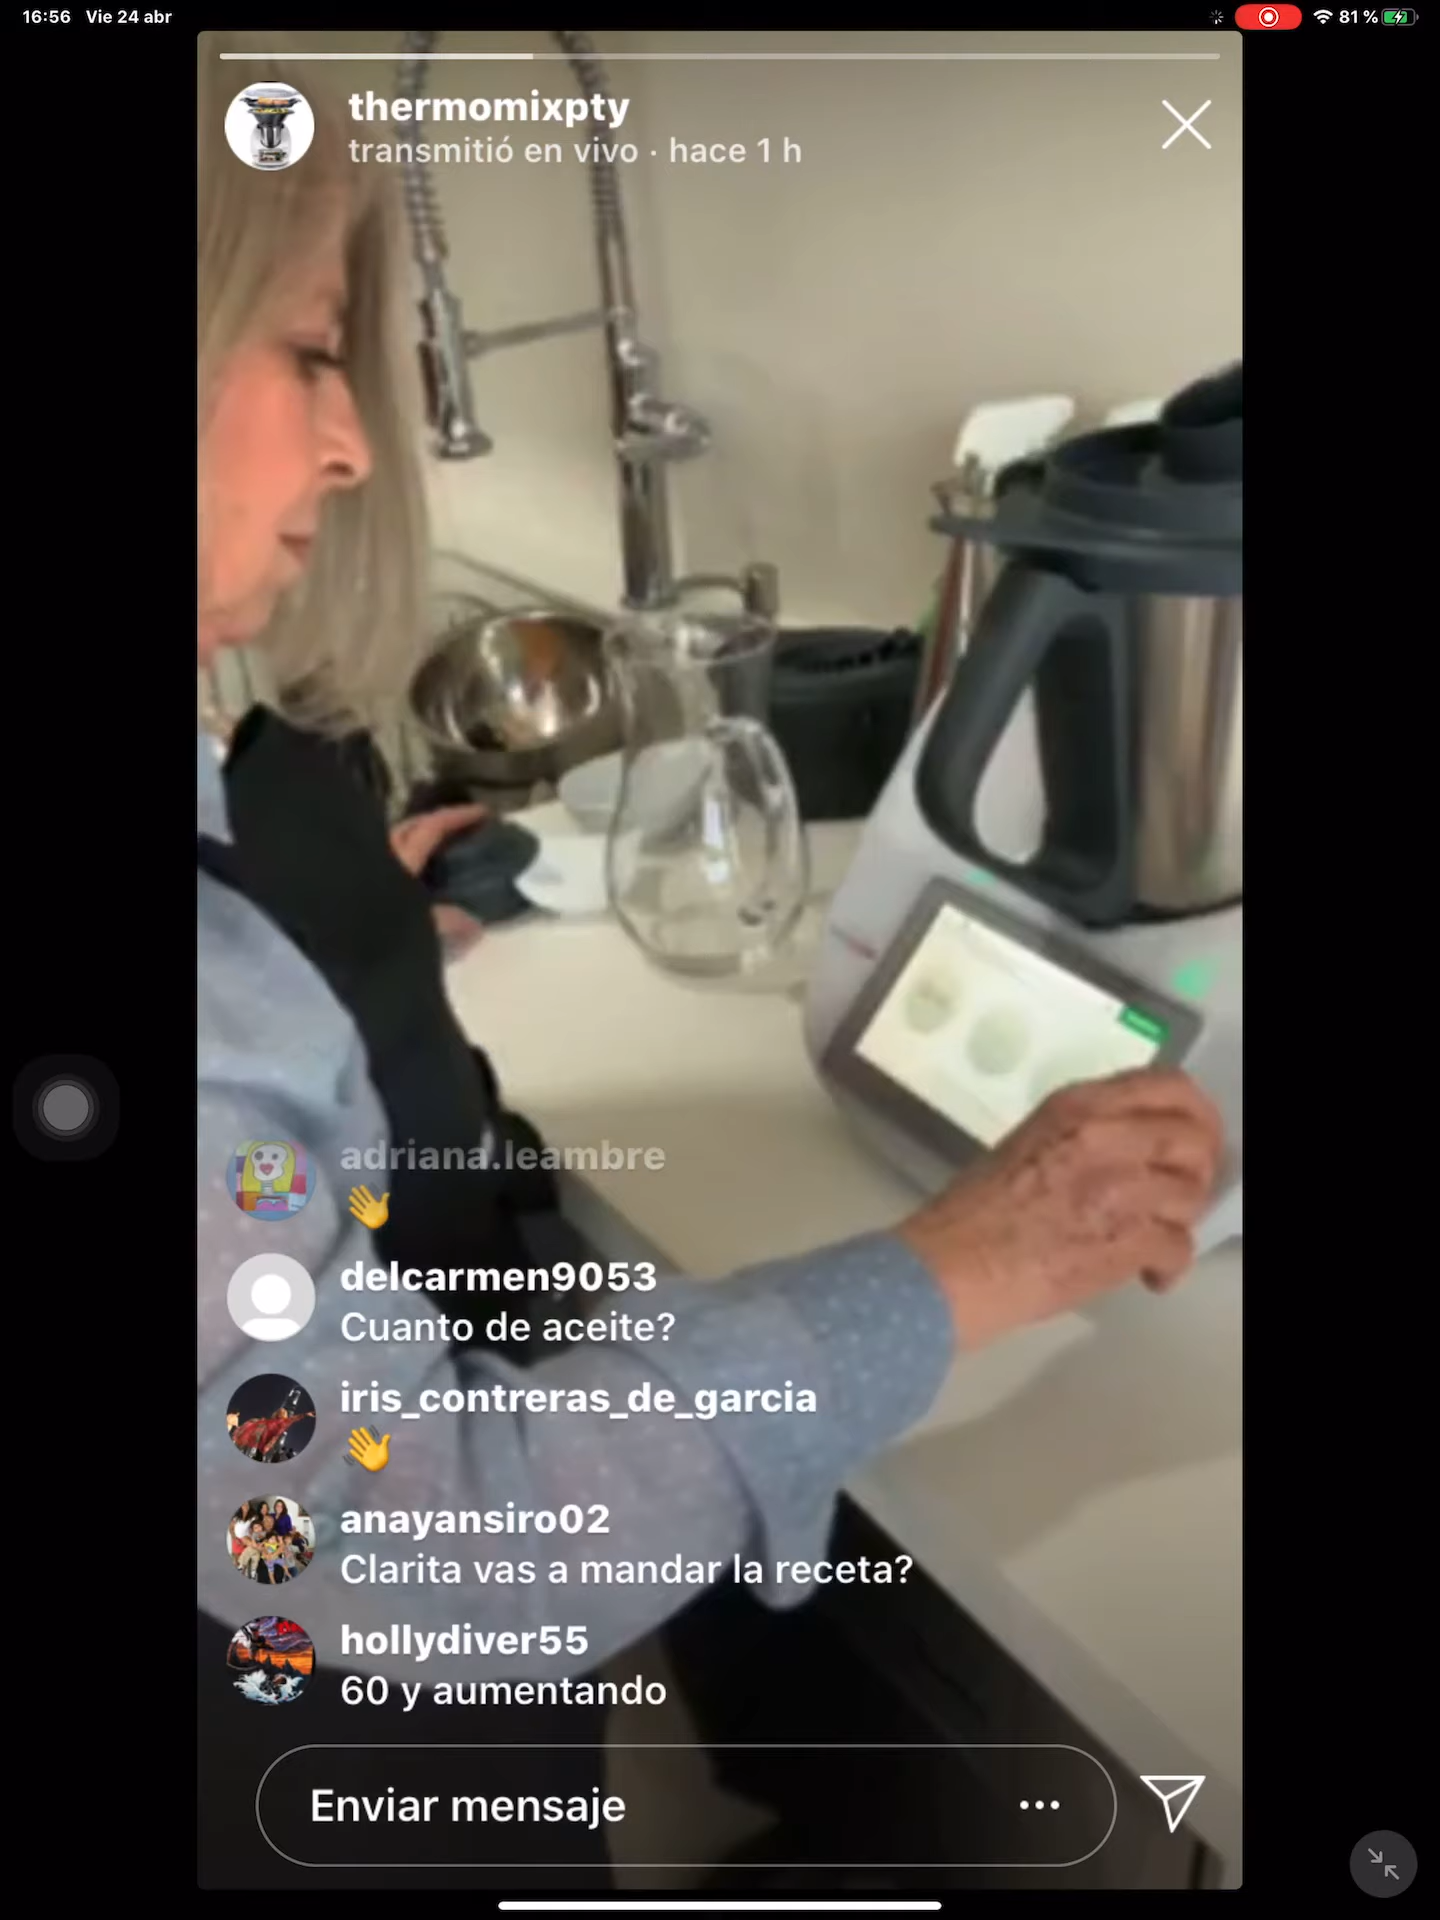 16:56 Vie 24 abr
81 %
thermomixpty
transmitió en vivo · hace 1 h
adriana.leambre
👋
delcarmen9053
Cuanto de aceite?
iris_contreras_de_garcia
👋
anayansiro02
Clarita vas a mandar la receta?
hollydiver55
60 y aumentando
Enviar mensaje